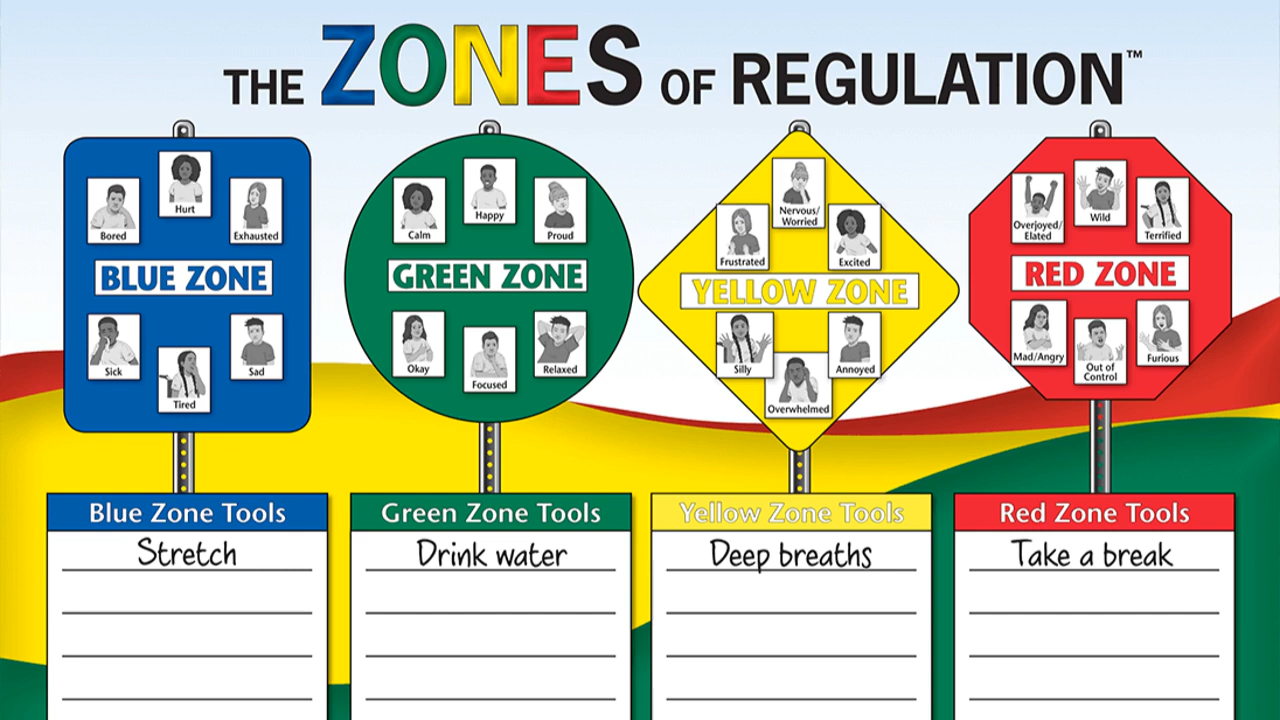 THE ZONES OF REGULATION™
Hurt
Bored
Exhausted
BLUE ZONE
Sick
Sad
Tired
Happy
Calm
Proud
GREEN ZONE
Okay
Relaxed
Focused
Nervous/
Worried
Frustrated
Excited
YELLOW ZONE
Silly
Annoyed
Overwhelmed
Wild
Overjoyed/
Elated
Terrified
RED ZONE
Mad/Angry
Furious
Out of
Control
Blue Zone Tools
Stretch
Green Zone Tools
Drink water
Yellow Zone Tools
Deep breaths
Red Zone Tools
Take a break